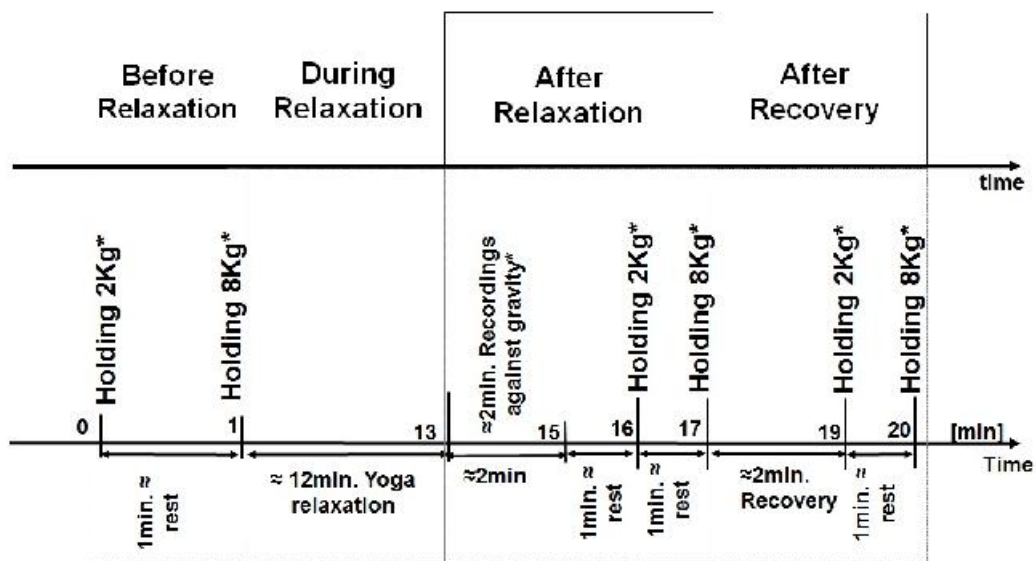 Before
Relaxation
During
Relaxation
After
Relaxation
After
Recovery
time
Holding 2Kg*
Holding 8Kg*
≈2min. Recordings
against gravity*
Holding 2Kg*
Holding 8Kg*
Holding 2Kg*
Holding 8Kg*
0
1
13
15
16
17
19
20
[min]
Time
1min. ≈
rest
≈ 12min. Yoga
relaxation
≈2min
1min. ≈
rest
1min. ≈
rest
≈2min.
Recovery
1min. ≈
rest